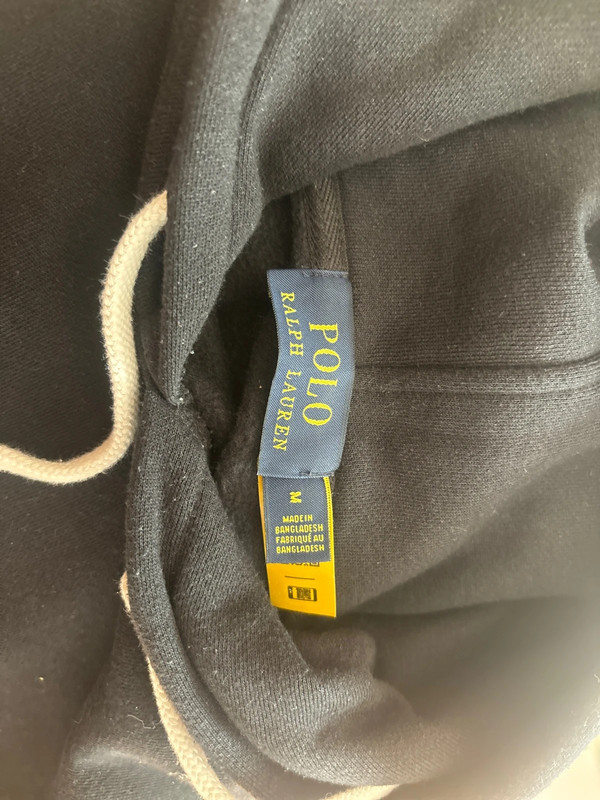 POLO
RALPH LAUREN
M
MADE IN
BANGLADESH
FABRIQUÉ AU
BANGLADESH